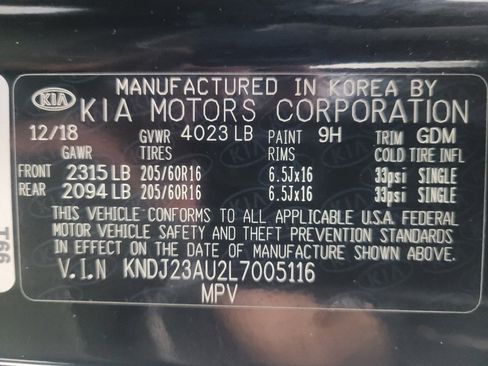 MANUFACTURED IN KOREA BY
KIA KIA MOTORS CORPORATION
12/18 GVWR 4023 LB PAINT 9H TRIM GDM
GAWR TIRES RIMS COLD TIRE INFL
FRONT 2315 LB 205/60R16 6.5Jx16 33psi SINGLE
REAR 2094 LB 205/60R16 6.5Jx16 33psi SINGLE
THIS VEHICLE CONFORMS TO ALL APPLICABLE U.S.A. FEDERAL
MOTOR VEHICLE SAFETY AND THEFT PREVENTION STANDARDS
IN EFFECT ON THE DATE OF MANUFACTURE SHOWN ABOVE.
V.I.N KNDJ23AU2L7005116
MPV